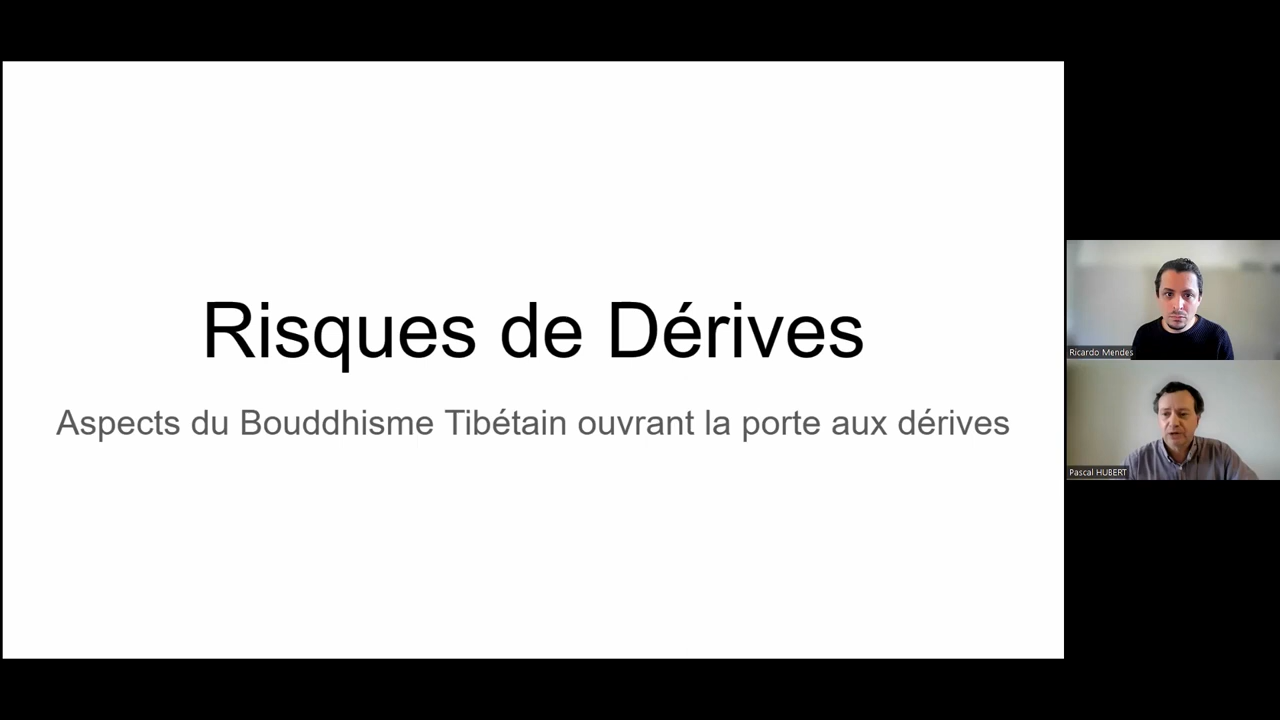 Risques de Dérives
Aspects du Bouddhisme Tibétain ouvrant la porte aux dérives
Ricardo Mendes
Pascal HUBERT